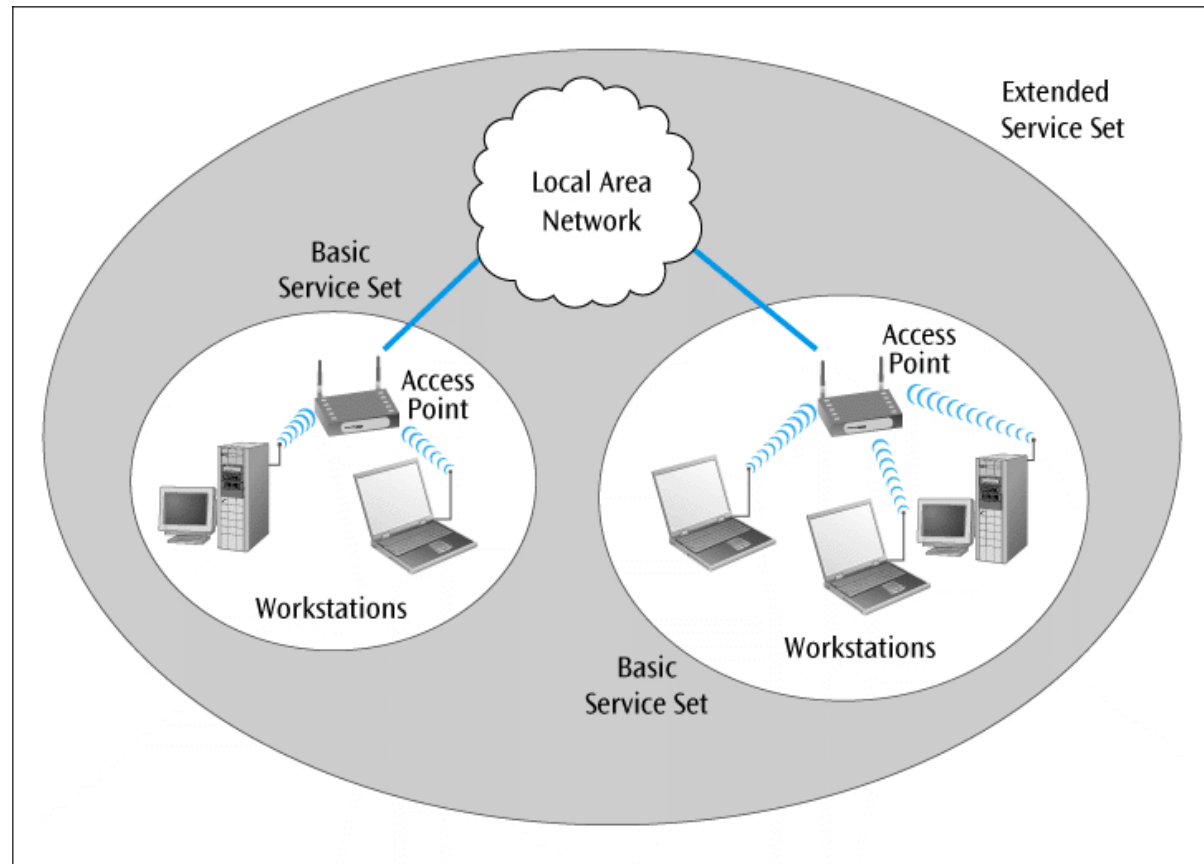 Extended
Service Set
Local Area
Network
Basic
Service Set
Access
Point
Access
Point
Workstations
Workstations
Basic
Service Set